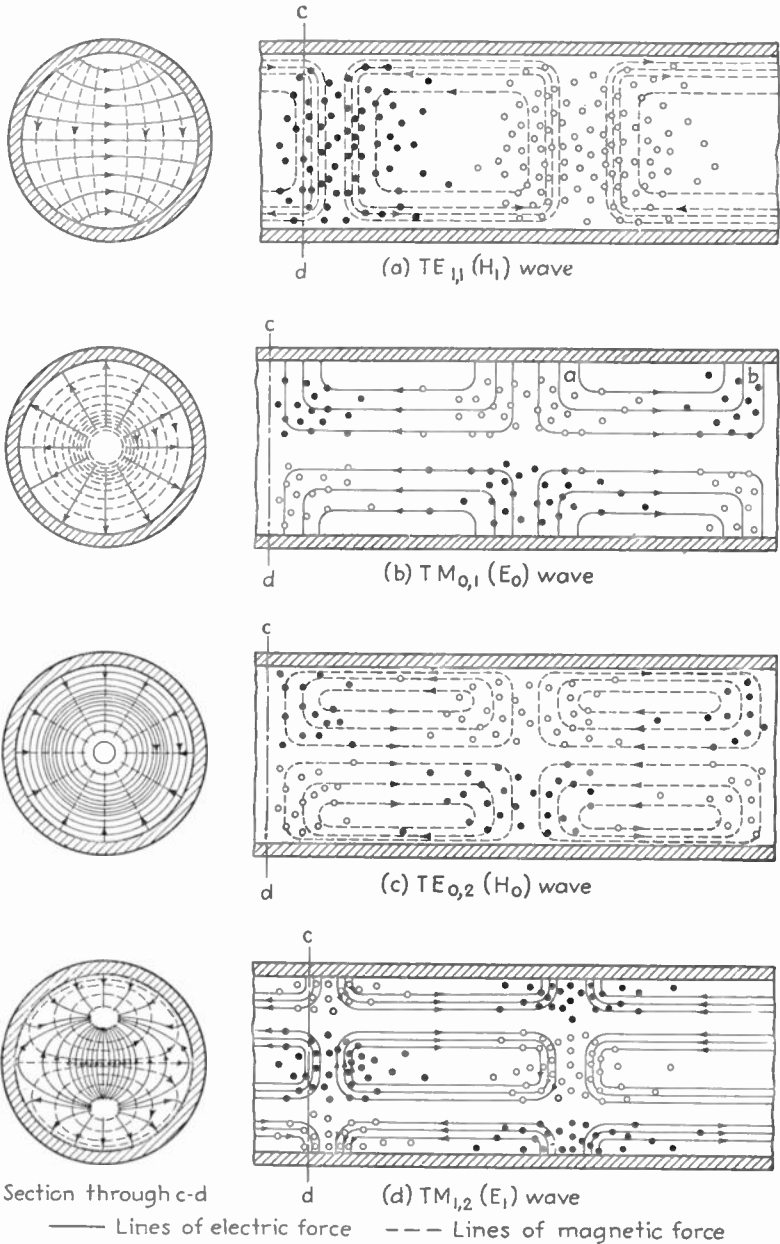 c
d
(a) TE1,1 (H1) wave
c
a b
d
(b) TM0,1 (E0) wave
c
d
(c) TE0,2 (H0) wave
c
d
Section through c-d
(d) TM1,2 (E1) wave
Lines of electric force
Lines of magnetic force